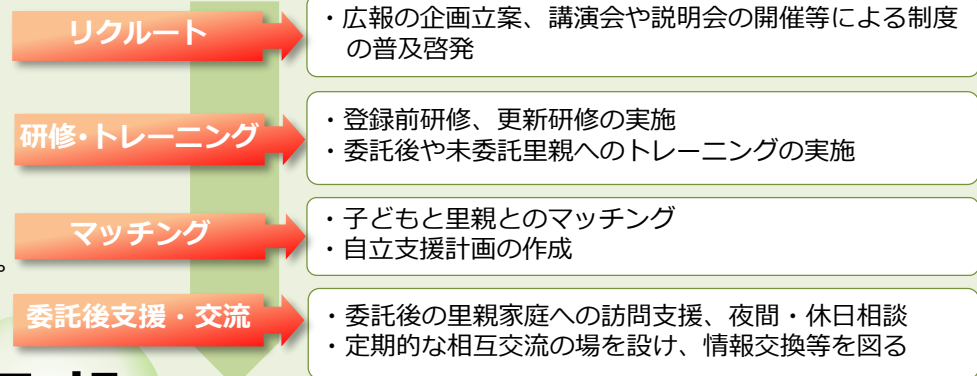 リクルート
・広報の企画立案、講演会や説明会の開催等による制度
の普及啓発
研修・トレーニング
・登録前研修、更新研修の実施
・委託後や未委託里親へのトレーニングの実施
マッチング
・子どもと里親とのマッチング
・自立支援計画の作成
。
委託後支援・交流
・委託後の里親家庭への訪問支援、夜間・休日相談
・定期的な相互交流の場を設け、情報交換等を図る